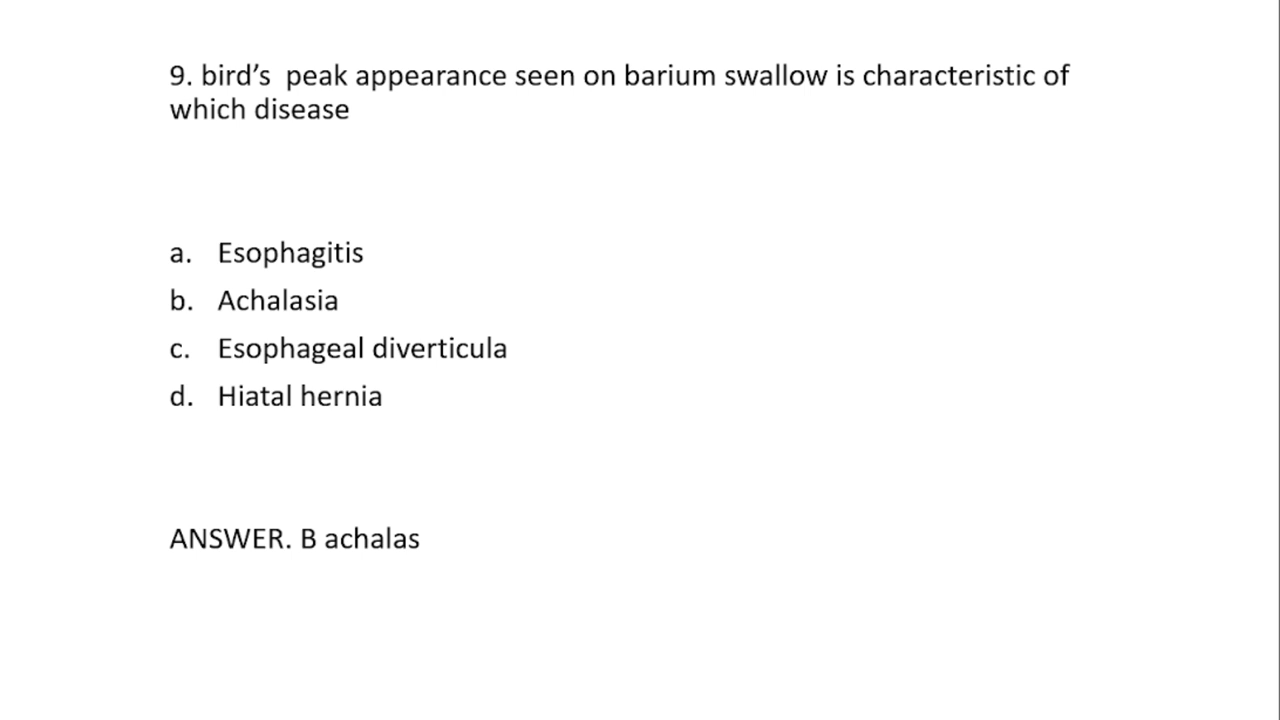 9. bird’s  peak appearance seen on barium swallow is characteristic of
which disease
a. Esophagitis
b. Achalasia
c. Esophageal diverticula
d. Hiatal hernia
ANSWER. B achalas